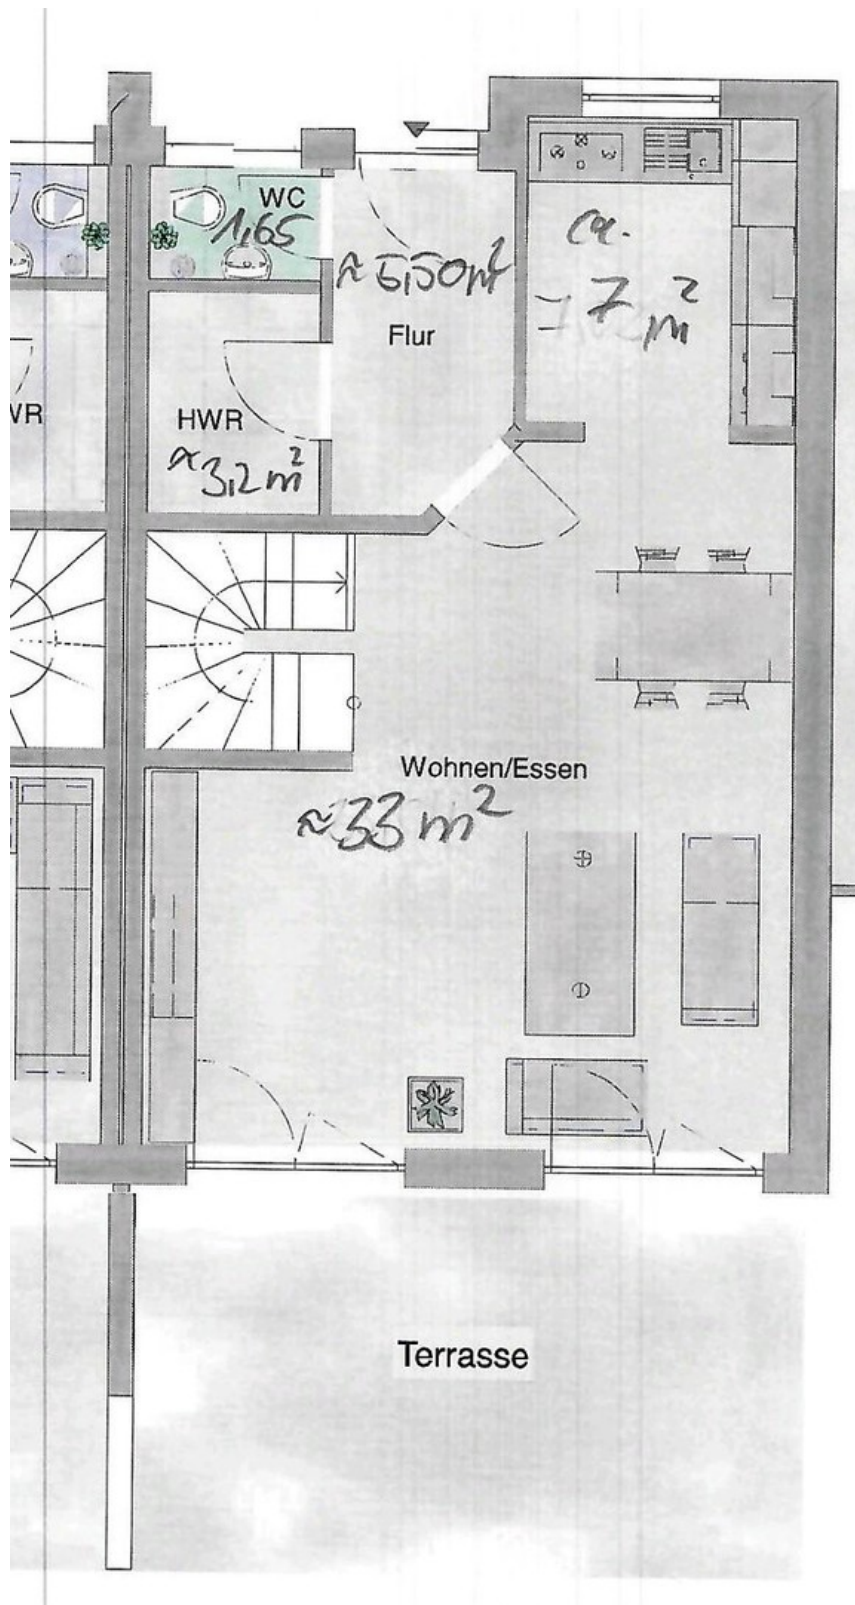 WC
1,65
≈ 5,50 m²
Flur
ca.
7 m²
WR
HWR
≈ 3,2 m²
Wohnen/Essen
≈ 33 m²
Terrasse